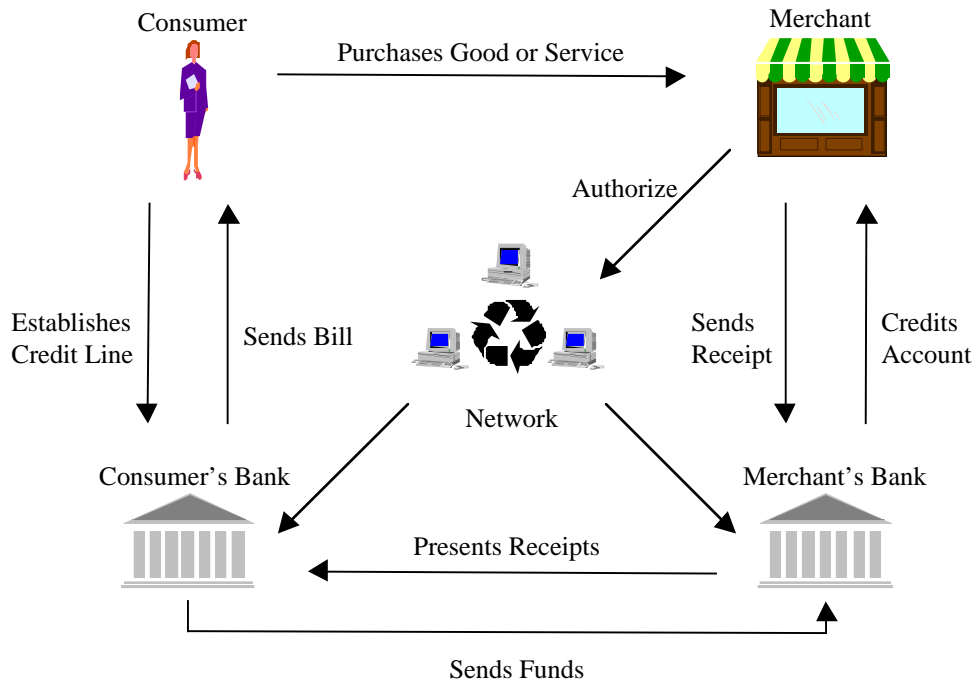 Consumer
Merchant
Purchases Good or Service
Authorize
Establishes
Credit Line
Sends Bill
Sends
Receipt
Credits
Account
Network
Consumer’s Bank
Merchant’s Bank
Presents Receipts
Sends Funds